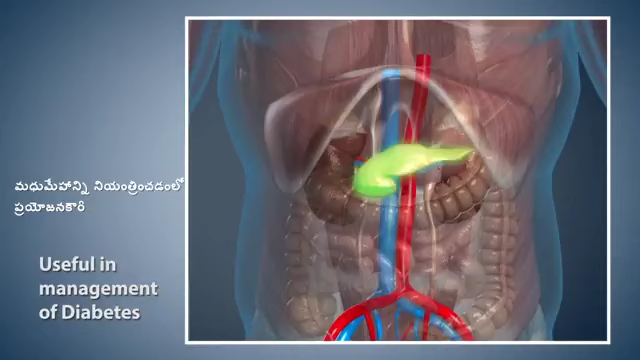 మధుమేహాన్ని నియంత్రించడంలో
ప్రయోజనకారి
Useful in
management
of Diabetes